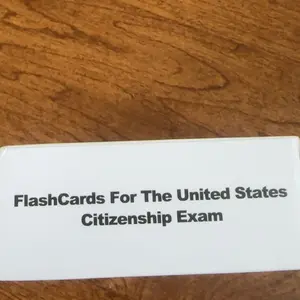 FlashCards For The United States
Citizenship Exam